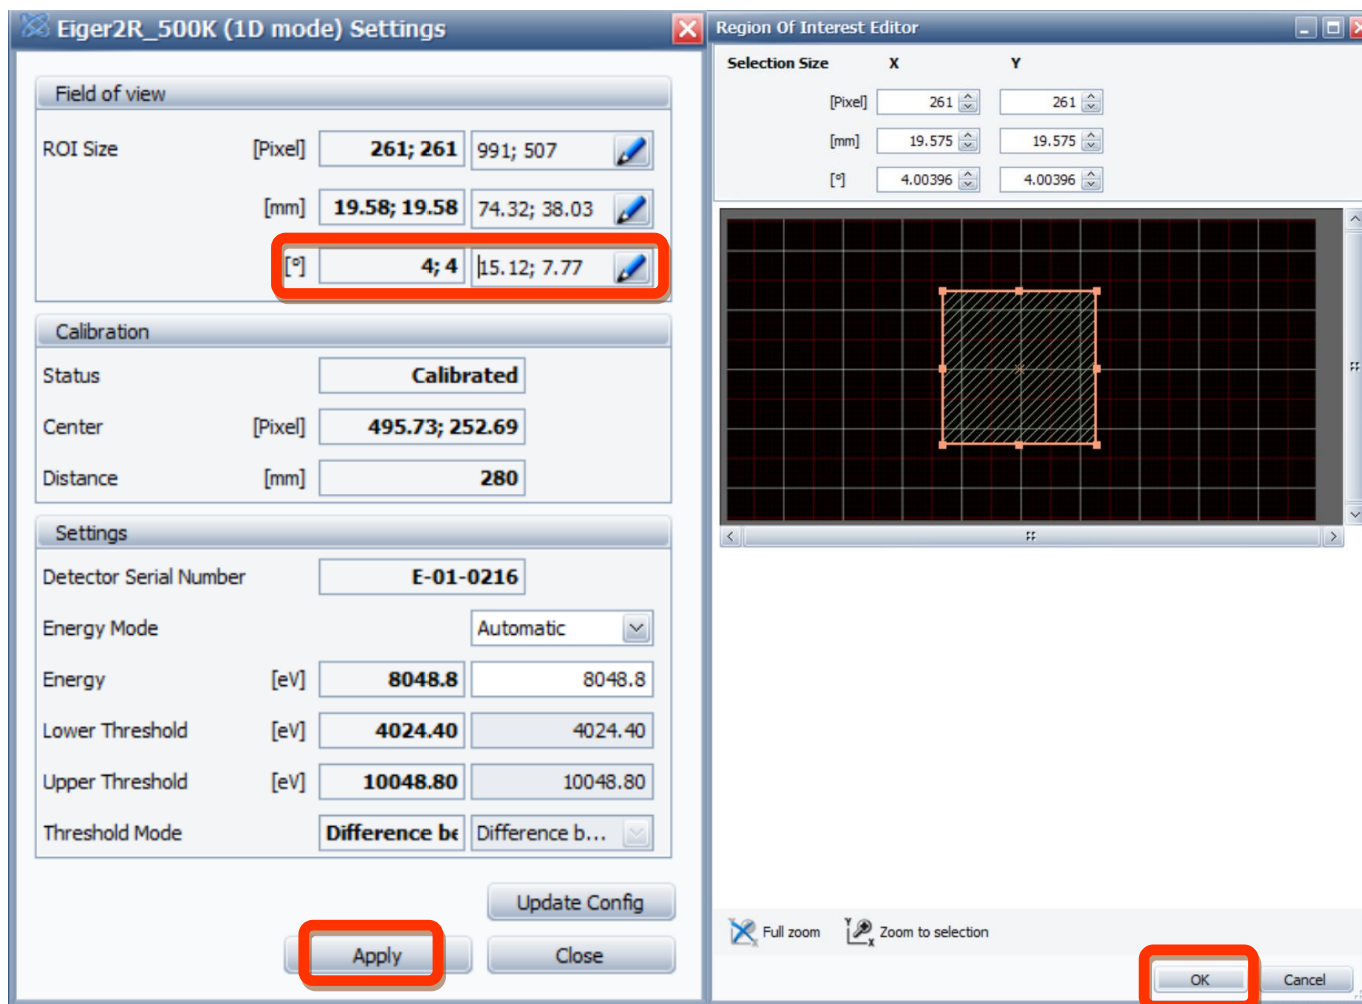 Eiger2R_500K (1D mode) Settings
Field of view
ROI Size [Pixel] 261; 261 991; 507
[mm] 19.58; 19.58 74.32; 38.03
[°] 4; 4 15.12; 7.77
Calibration
Status Calibrated
Center [Pixel] 495.73; 252.69
Distance [mm] 280
Settings
Detector Serial Number E-01-0216
Energy Mode Automatic
Energy [eV] 8048.8 8048.8
Lower Threshold [eV] 4024.40 4024.40
Upper Threshold [eV] 10048.80 10048.80
Threshold Mode Difference be Difference b...
Update Config
Apply Close
Region Of Interest Editor
Selection Size X Y
[Pixel] 261 261
[mm] 19.575 19.575
[°] 4.00396 4.00396
Full zoom Zoom to selection
OK Cancel